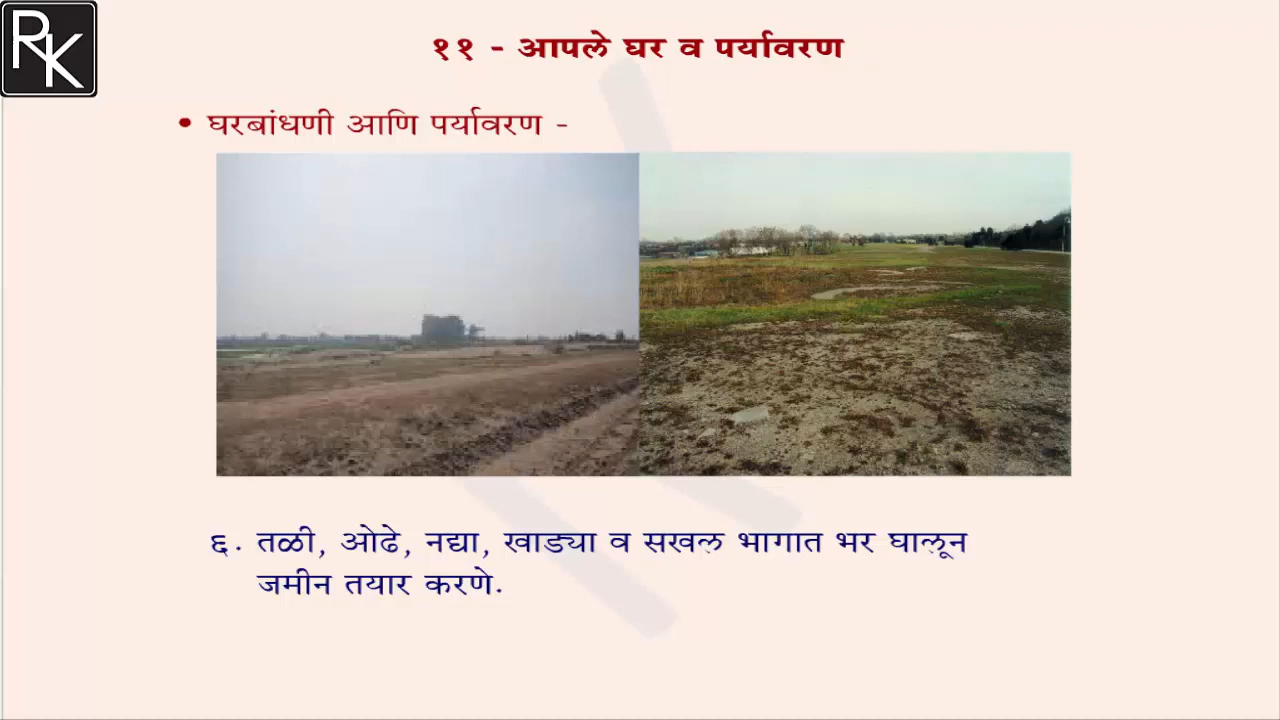 RK
११ - आपले घर व पर्यावरण
• घरबांधणी आणि पर्यावरण -
६. तळी, ओढे, नद्या, खाड्या व सखल भागात भर घालून
जमीन तयार करणे.